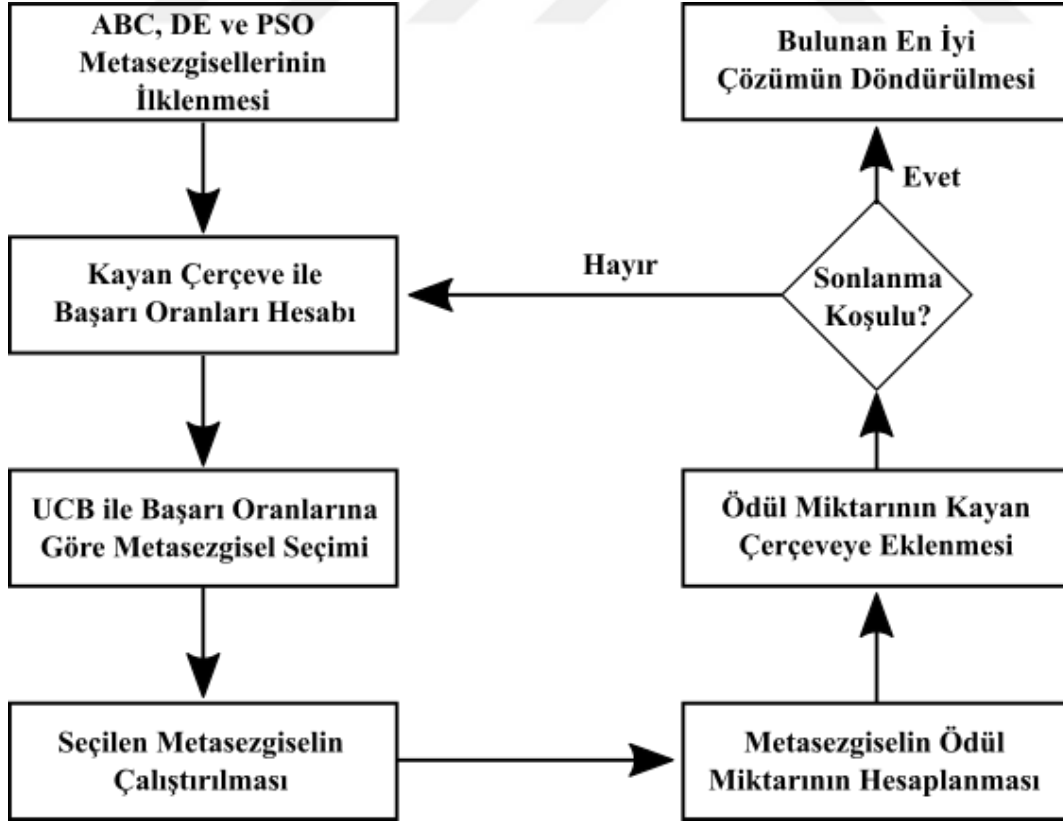 ABC, DE ve PSO
Metasezgisellerinin
İlklenmesi
Kayan Çerçeve ile
Başarı Oranları Hesabı
UCB ile Başarı Oranlarına
Göre Metasezgisel Seçimi
Seçilen Metasezgiselin
Çalıştırılması
Metasezgiselin Ödül
Miktarının Hesaplanması
Ödül Miktarının Kayan
Çerçeveye Eklenmesi
Sonlanma
Koşulu?
Hayır
Evet
Bulunan En İyi
Çözümün Döndürülmesi